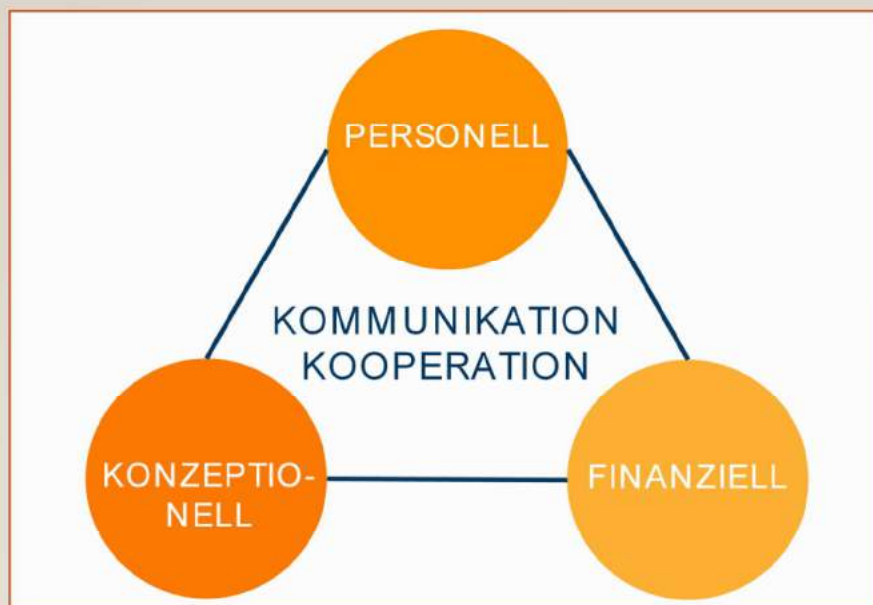 PERSONELL
KOMMUNIKATION
KOOPERATION
KONZEPTIO-
NELL
FINANZIELL